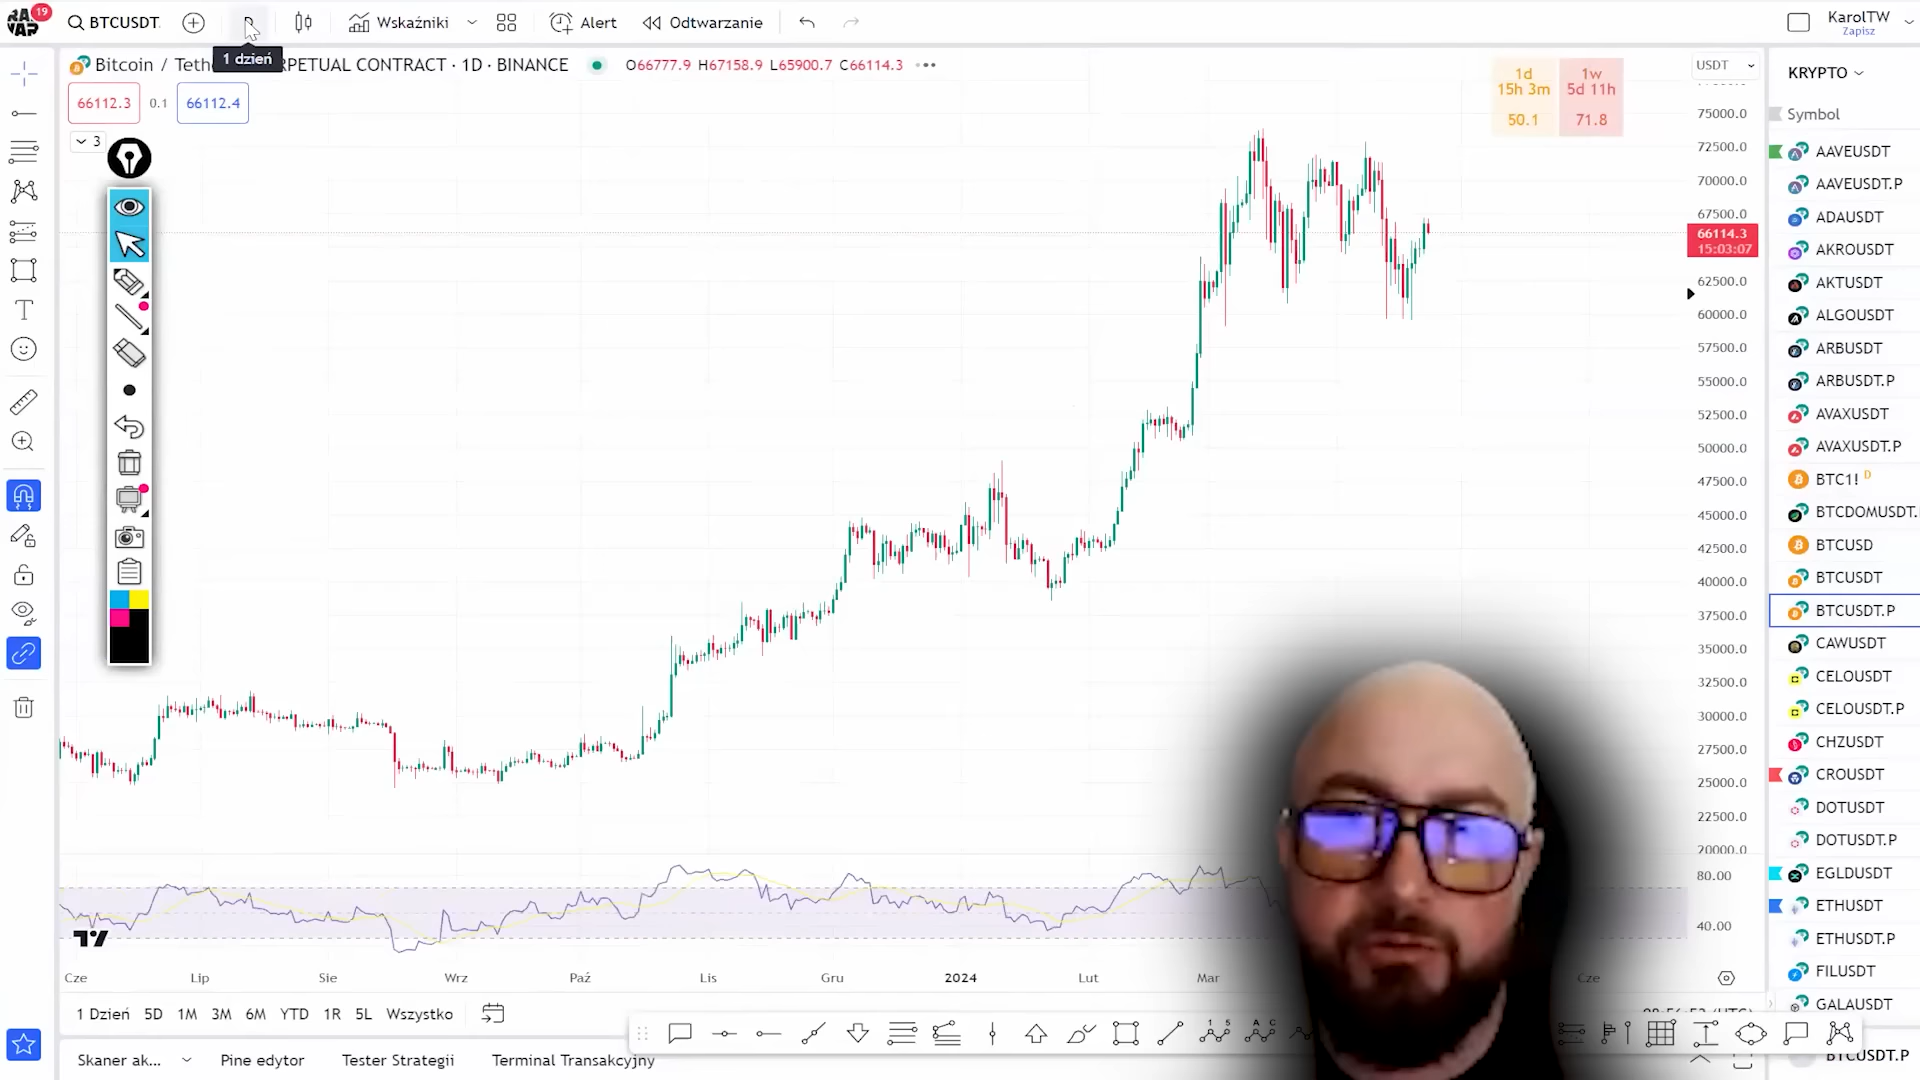 19
BTCUSDT
D
Wskaźniki
Alert
Odtwarzanie
KarolTW
Zapisz
1 dzień
Bitcoin / Teth
PERPETUAL CONTRACT · 1D · BINANCE
O66777.9 H67158.9 L65900.7 C66114.3
USDT
KRYPTO
66112.3
0.1
66112.4
3
1d
15h 3m
50.1
1w
5d 11h
71.8
Symbol
75000.0
72500.0
70000.0
67500.0
66114.3
15:03:07
62500.0
60000.0
57500.0
55000.0
52500.0
50000.0
47500.0
45000.0
42500.0
40000.0
37500.0
35000.0
32500.0
30000.0
27500.0
25000.0
22500.0
20000.0
80.00
40.00
AAVEUSDT
AAVEUSDT.P
ADAUSDT
AKROUSDT
AKTUSDT
ALGOUSDT
ARBUSDT
ARBUSDT.P
AVAXUSDT
AVAXUSDT.P
BTC1! D
BTCDOMUSDT.
BTCUSD
BTCUSDT
BTCUSDT.P
CAWUSDT
CELOUSDT
CELOUSDT.P
CHZUSDT
CROUSDT
DOTUSDT
DOTUSDT.P
EGLDUSDT
ETHUSDT
ETHUSDT.P
FILUSDT
GALAUSDT
Cze
Lip
Sie
Wrz
Paź
Lis
Gru
2024
Lut
Mar
Cze
1 Dzień
5D
1M
3M
6M
YTD
1R
5L
Wszystko
Skaner ak...
Pine edytor
Tester Strategii
Terminal Transakcyjny
BTCUSDT.P